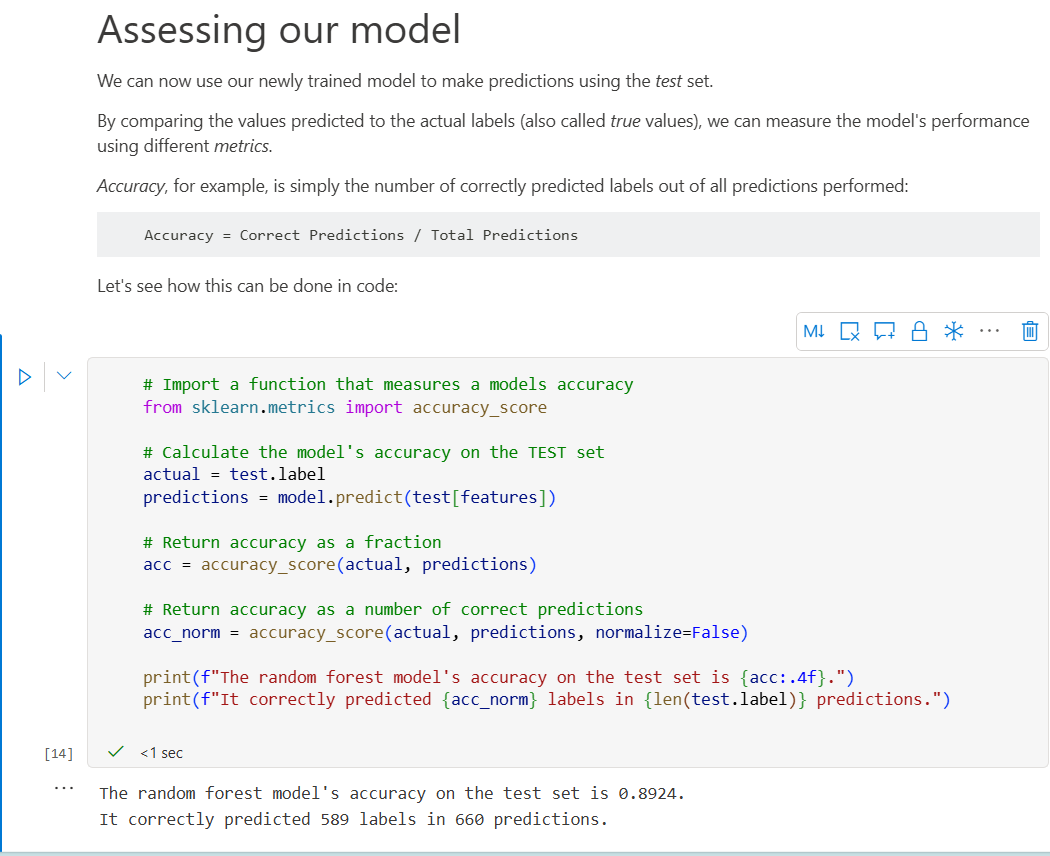 Assessing our model
We can now use our newly trained model to make predictions using the test set.
By comparing the values predicted to the actual labels (also called true values), we can measure the model's performance
using different metrics.
Accuracy, for example, is simply the number of correctly predicted labels out of all predictions performed:
Accuracy = Correct Predictions / Total Predictions
Let's see how this can be done in code:
M↓
# Import a function that measures a models accuracy
from sklearn.metrics import accuracy_score
# Calculate the model's accuracy on the TEST set
actual = test.label
predictions = model.predict(test[features])
# Return accuracy as a fraction
acc = accuracy_score(actual, predictions)
# Return accuracy as a number of correct predictions
acc_norm = accuracy_score(actual, predictions, normalize=False)
print(f"The random forest model's accuracy on the test set is {acc:.4f}.")
print(f"It correctly predicted {acc_norm} labels in {len(test.label)} predictions.")
[14]
<1 sec
The random forest model's accuracy on the test set is 0.8924.
It correctly predicted 589 labels in 660 predictions.